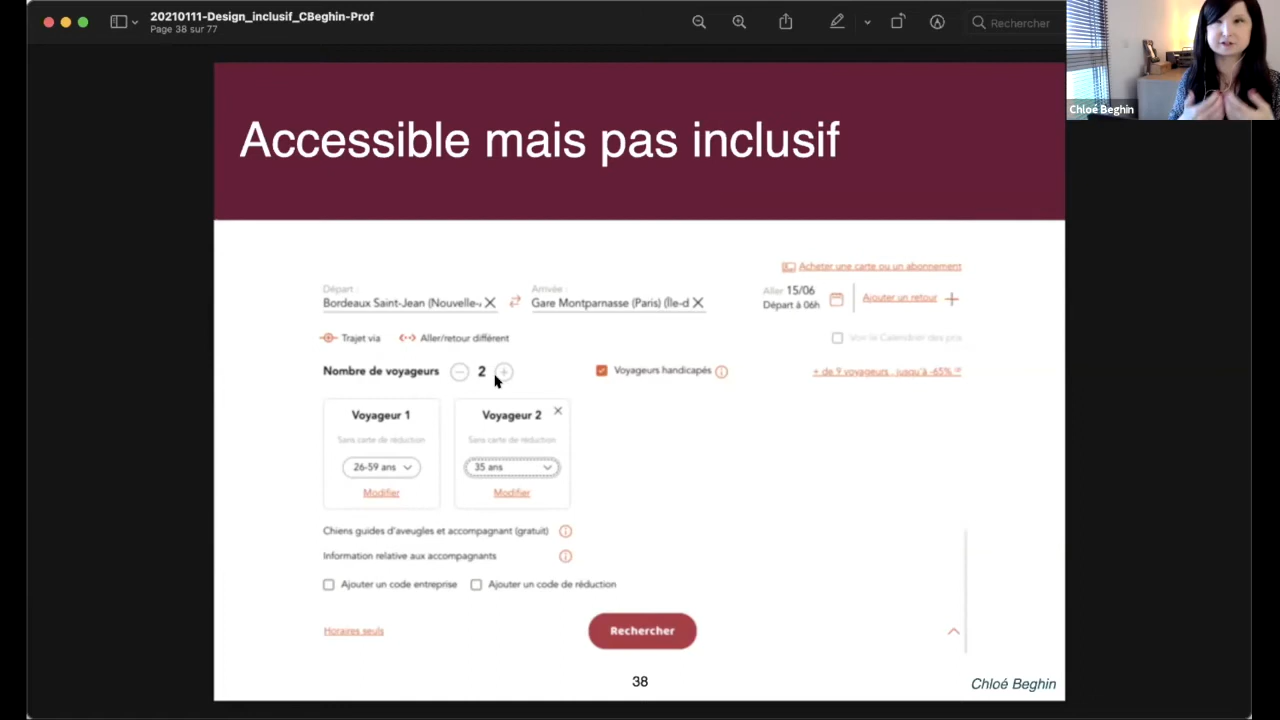 20210111-Design_inclusif_CBeghin-Prof
Page 38 sur 77
Rechercher
Chloé Beghin
Accessible mais pas inclusif
Acheter une carte ou un abonnement
Départ :
Arrivée :
Bordeaux Saint-Jean (Nouvelle-
Gare Montparnasse (Paris) (Île-d
Aller 15/06
Départ à 06h
Ajouter un retour
Trajet via
Aller/retour différent
Voir le Calendrier des prix
Nombre de voyageurs
2
Voyageurs handicapés
+ de 9 voyageurs, jusqu'à -65%
Voyageur 1
Voyageur 2
Sans carte de réduction
Sans carte de réduction
26-59 ans
35 ans
Modifier
Modifier
Chiens guides d'aveugles et accompagnant (gratuit)
Information relative aux accompagnants
Ajouter un code entreprise
Ajouter un code de réduction
Horaires seuls
Rechercher
38
Chloé Beghin